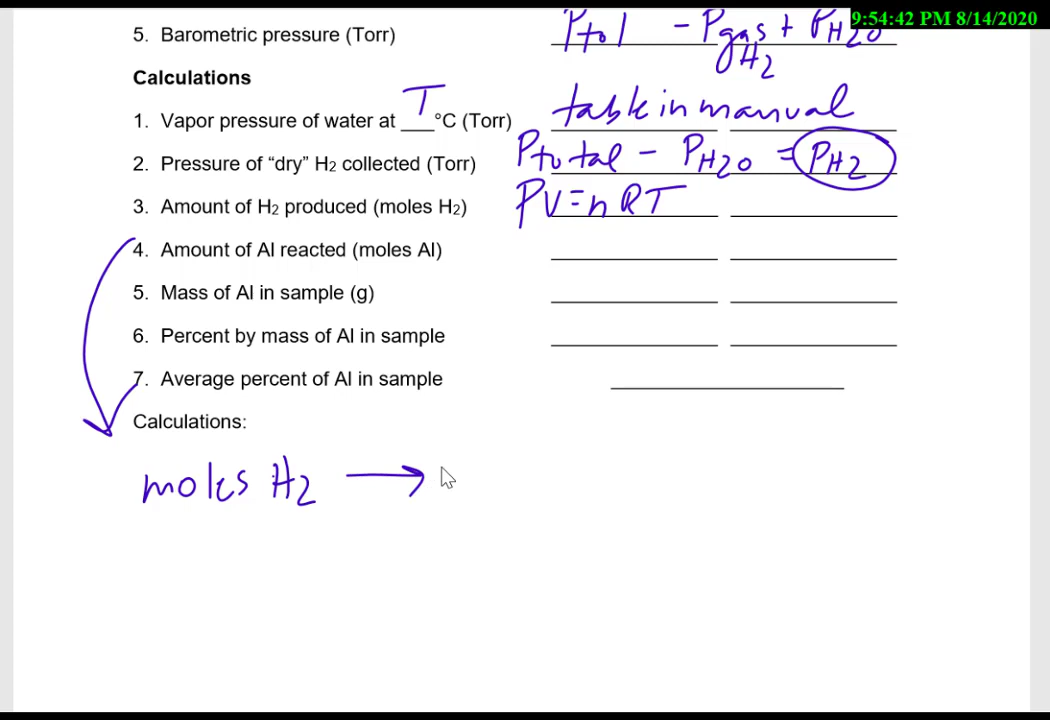 9:54:42 PM 8/14/2020
5. Barometric pressure (Torr) Ptol - Pgas + PH2O
H2
Calculations
1. Vapor pressure of water at T °C (Torr) table in manual
2. Pressure of “dry” H2 collected (Torr) Ptotal - PH2O = PH2
3. Amount of H2 produced (moles H2) PV = nRT
4. Amount of Al reacted (moles Al)
5. Mass of Al in sample (g)
6. Percent by mass of Al in sample
7. Average percent of Al in sample
Calculations:
moles H2 →